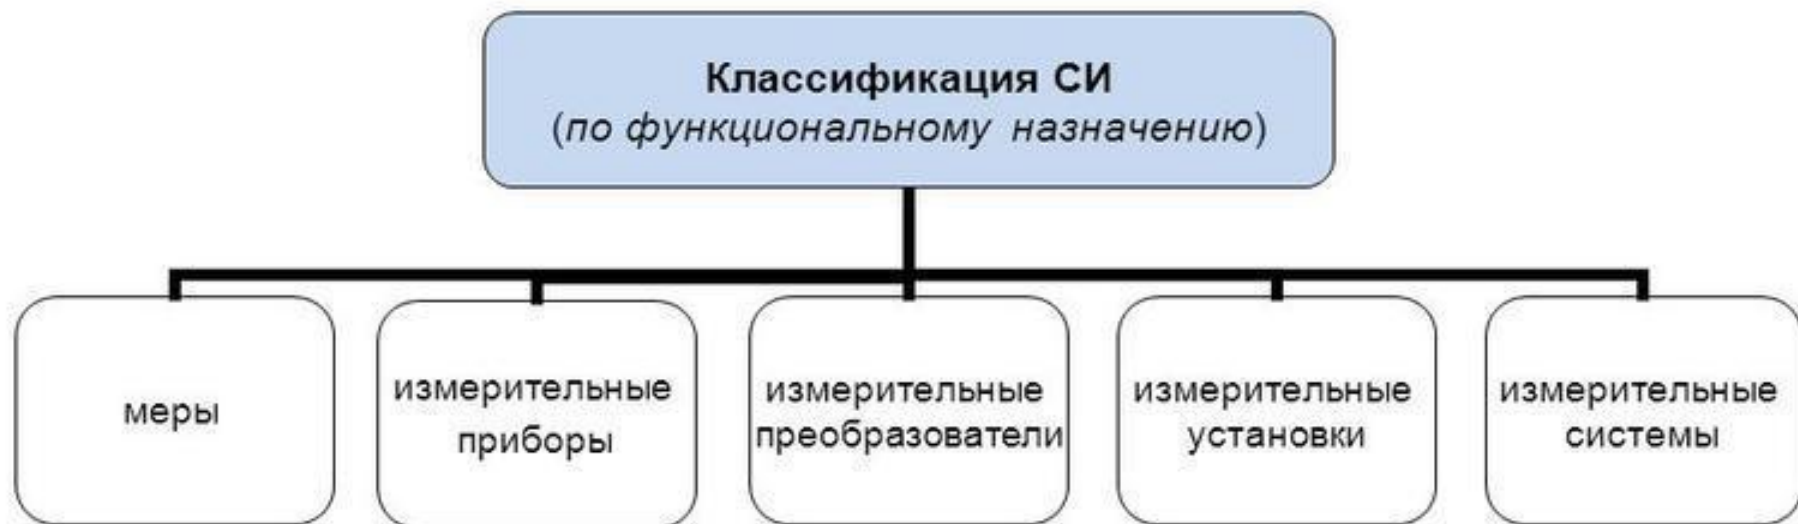 Классификация СИ
(по функциональному назначению)
меры
измерительные
приборы
измерительные
преобразователи
измерительные
установки
измерительные
системы